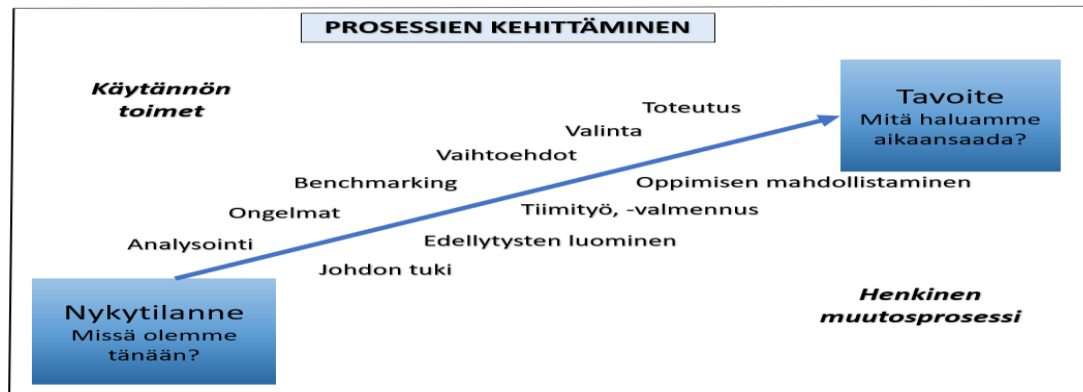 PROSESSIEN KEHITTÄMINEN
Käytännön
toimet
Tavoite
Mitä haluamme
aikaansaada?
Toteutus
Valinta
Vaihtoehdot
Benchmarking
Ongelmat
Analysointi
Oppimisen mahdollistaminen
Tiimityö, -valmennus
Edellytysten luominen
Johdon tuki
Nykytilanne
Missä olemme
tänään?
Henkinen
muutosprosessi